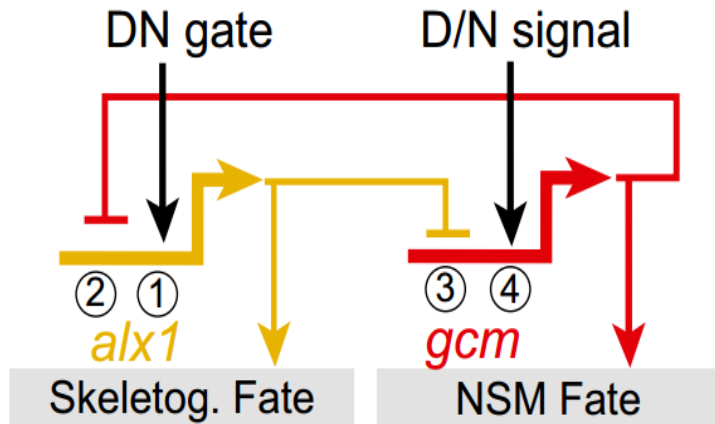 DN gate
D/N signal
② ① ③ ④
alx1
gcm
Skeletog. Fate
NSM Fate